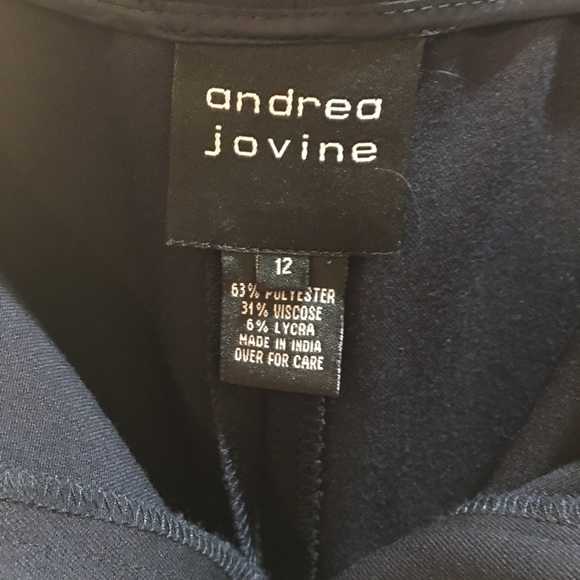 andrea
jovine
12
63% POLYESTER
31% VISCOSE
6% LYCRA
MADE IN INDIA
OVER FOR CARE